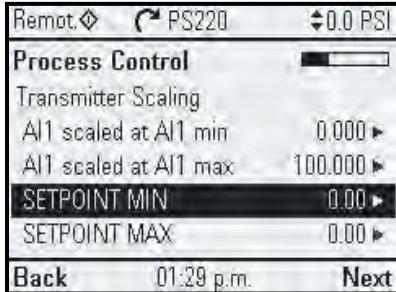 Remot. PS220 0.0 PSI
Process Control
Transmitter Scaling
AI1 scaled at AI1 min 0.000
AI1 scaled at AI1 max 100.000
SETPOINT MIN 0.00
SETPOINT MAX 0.00
Back 01:29 p.m. Next